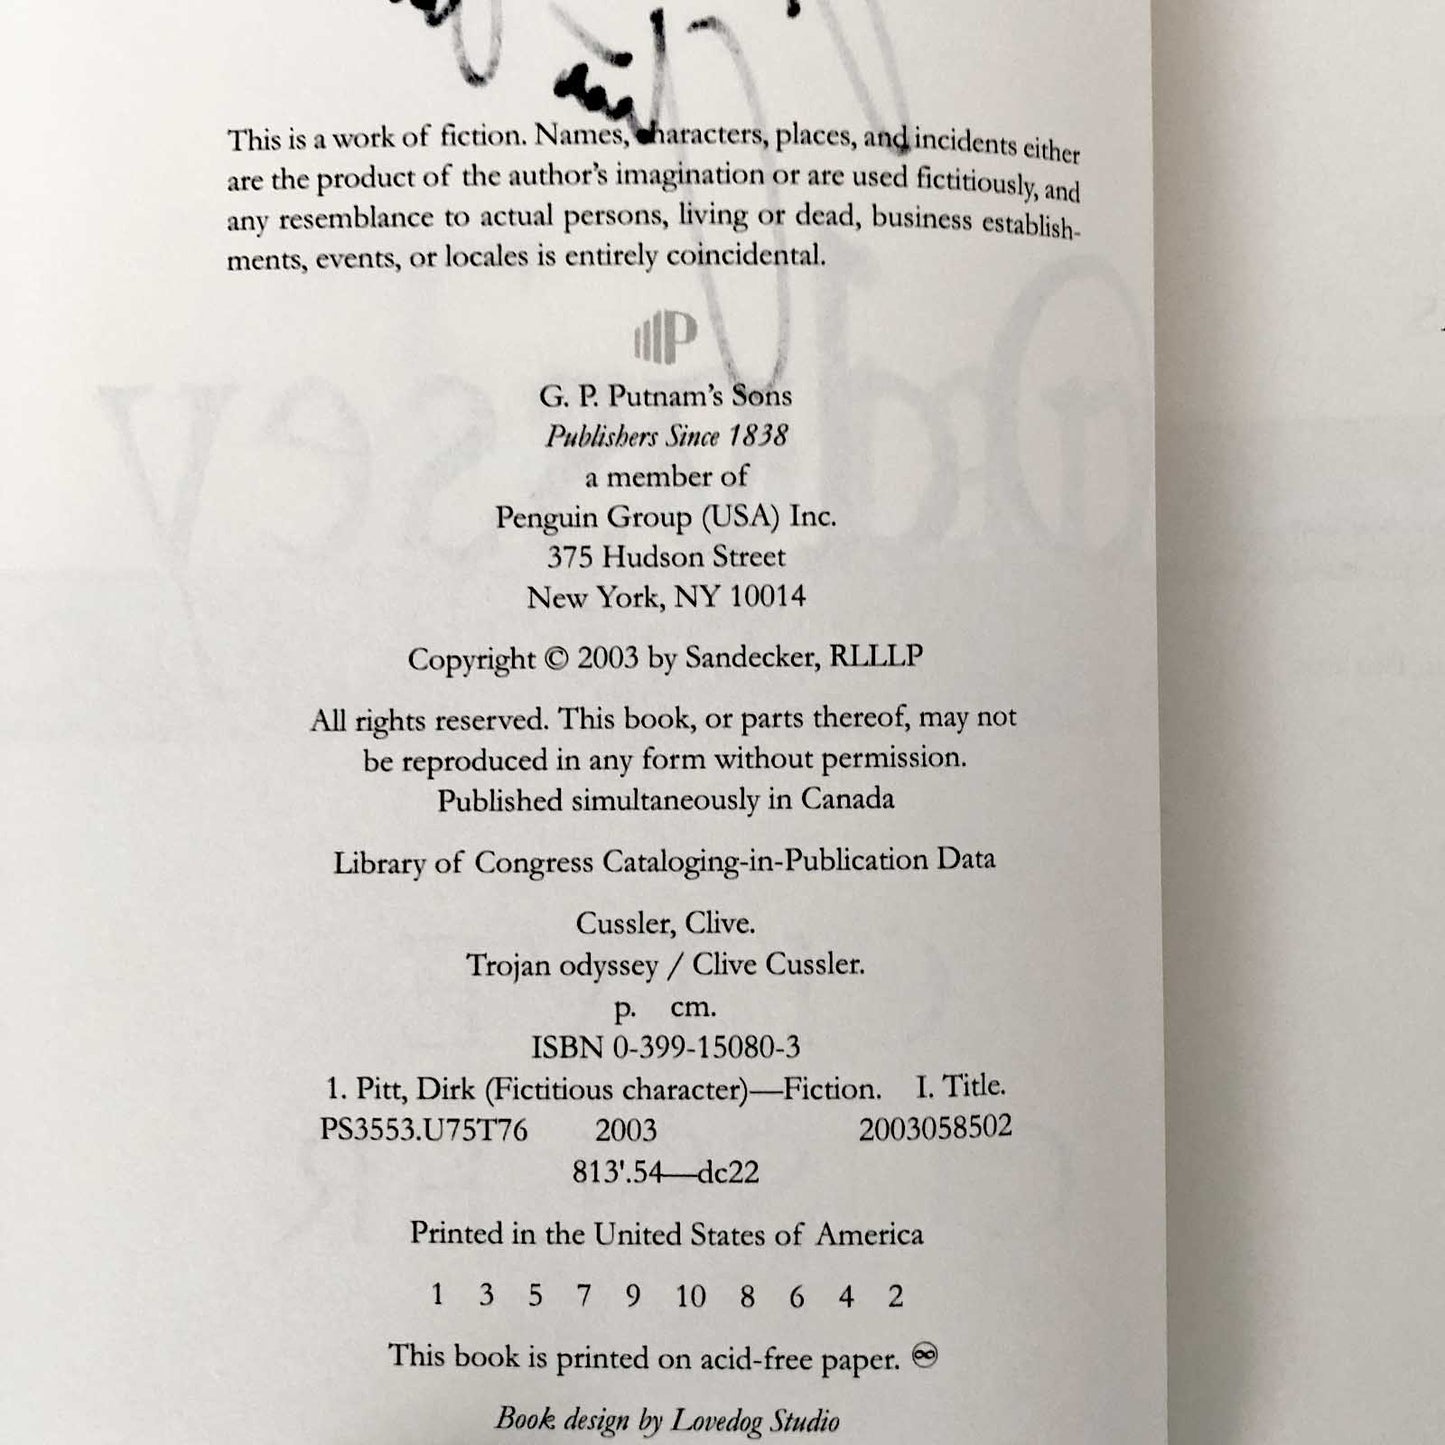 This is a work of fiction. Names, characters, places, and incidents either
are the product of the author's imagination or are used fictitiously, and
any resemblance to actual persons, living or dead, business establish-
ments, events, or locales is entirely coincidental.
P
G. P. Putnam's Sons
Publishers Since 1838
a member of
Penguin Group (USA) Inc.
375 Hudson Street
New York, NY 10014
Copyright © 2003 by Sandecker, RLLLP
All rights reserved. This book, or parts thereof, may not
be reproduced in any form without permission.
Published simultaneously in Canada
Library of Congress Cataloging-in-Publication Data
Cussler, Clive.
Trojan odyssey / Clive Cussler.
p. cm.
ISBN 0-399-15080-3
1. Pitt, Dirk (Fictitious character)—Fiction. I. Title.
PS3553.U75T76 2003 2003058502
813'.54—dc22
Printed in the United States of America
1 3 5 7 9 10 8 6 4 2
This book is printed on acid-free paper. ♾
Book design by Lovedog Studio